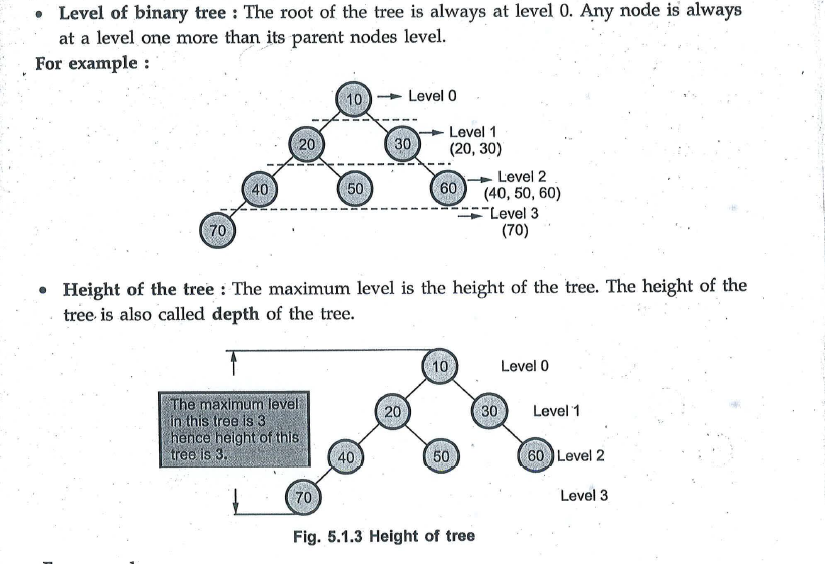 • Level of binary tree : The root of the tree is always at level 0. Any node is always
at a level one more than its parent nodes level.
For example :
10 Level 0
20 30 Level 1
(20, 30)
40 50 60 Level 2
(40, 50, 60)
Level 3
70 (70)
• Height of the tree : The maximum level is the height of the tree. The height of the
tree is also called depth of the tree.
10 Level 0
The maximum level
in this tree is 3
hence height of this
tree is 3.
20 30 Level 1
40 50 60 Level 2
70 Level 3
Fig. 5.1.3 Height of tree